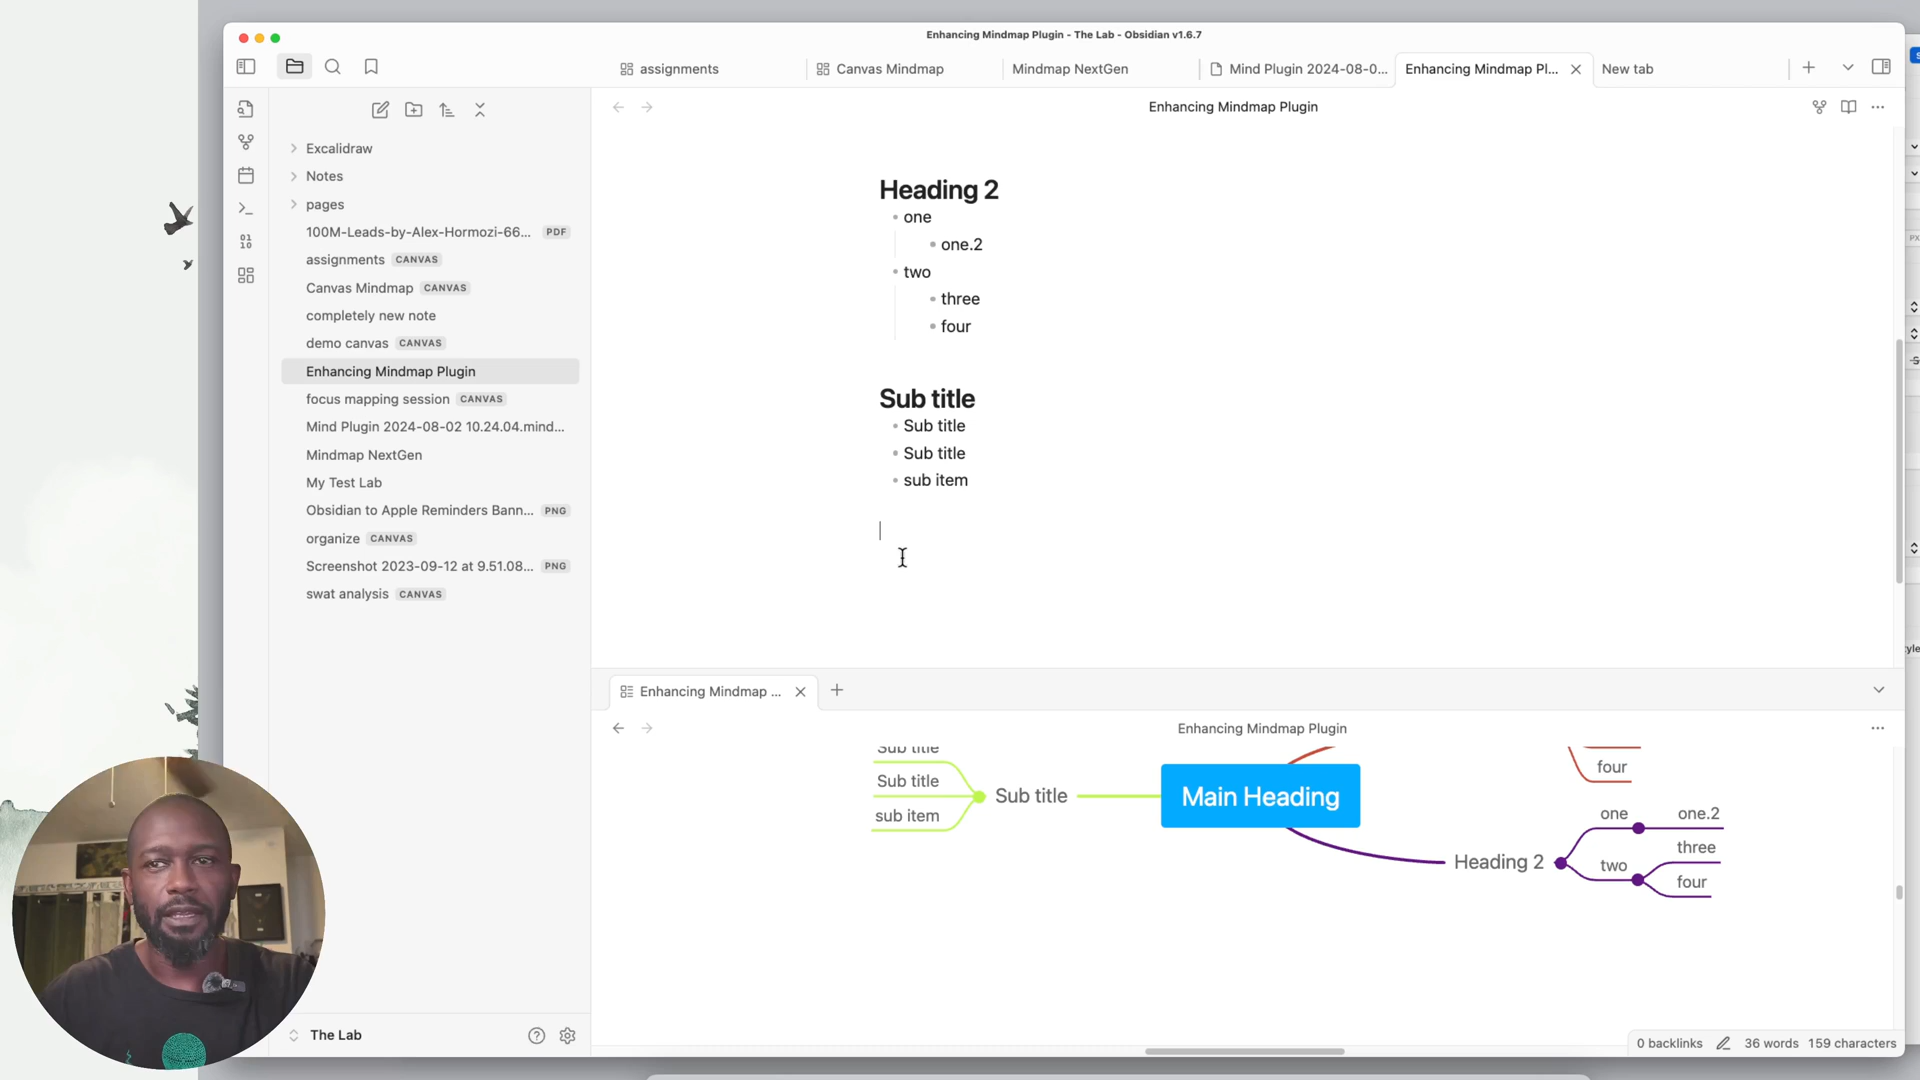 Enhancing Mindmap Plugin - The Lab - Obsidian v1.6.7
assignments
Canvas Mindmap
Mindmap NextGen
Mind Plugin 2024-08-0...
Enhancing Mindmap Pl...
New tab
Enhancing Mindmap Plugin
Excalidraw
Notes
pages
100M-Leads-by-Alex-Hormozi-66... PDF
assignments CANVAS
Canvas Mindmap CANVAS
completely new note
demo canvas CANVAS
Enhancing Mindmap Plugin
focus mapping session CANVAS
Mind Plugin 2024-08-02 10.24.04.mind...
Mindmap NextGen
My Test Lab
Obsidian to Apple Reminders Bann... PNG
organize CANVAS
Screenshot 2023-09-12 at 9.51.08... PNG
swat analysis CANVAS
The Lab
Heading 2
one
one.2
two
three
four
Sub title
Sub title
Sub title
sub item
Enhancing Mindmap ...
Enhancing Mindmap Plugin
Sub title
Sub title
sub item
Sub title
Main Heading
four
Heading 2
one
one.2
two
three
four
0 backlinks
36 words
159 characters